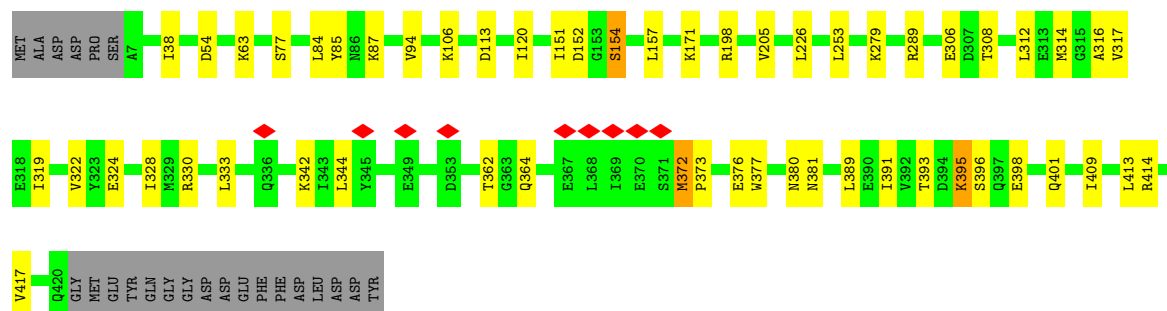 MET ALA ASP ASP PRO SER A7 I38 D54 K63 S77 L84 Y85 N86 K87 V94 K106 D113 I120 I151 D152 G153 S154 L157 K171 R198 V205 L226 L253 K279 R289 E306 D307 T308 L312 E313 M314 G315 A316 V317
E318 I319 V322 Y323 E324 I328 M329 R330 L333 Q336 K342 I343 L344 Y345 E349 D353 T362 G363 Q364 E367 L368 I369 E370 S371 M372 P373 E376 W377 N380 N381 L389 E390 I391 V392 T393 D394 K395 S396 Q397 E398 Q401 I409 L413 R414
V417 Q420 GLY MET GLU TYR GLN GLY GLY ASP ASP GLU PHE PHE ASP LEU ASP ASP TYR